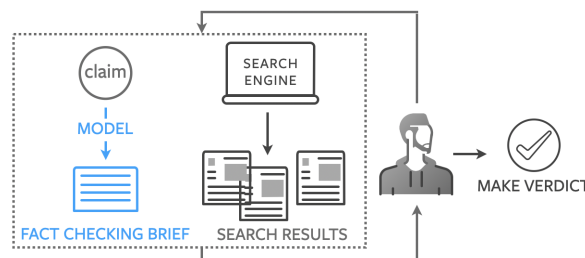 claim
MODEL
FACT CHECKING BRIEF
SEARCH
ENGINE
SEARCH RESULTS
MAKE VERDICT